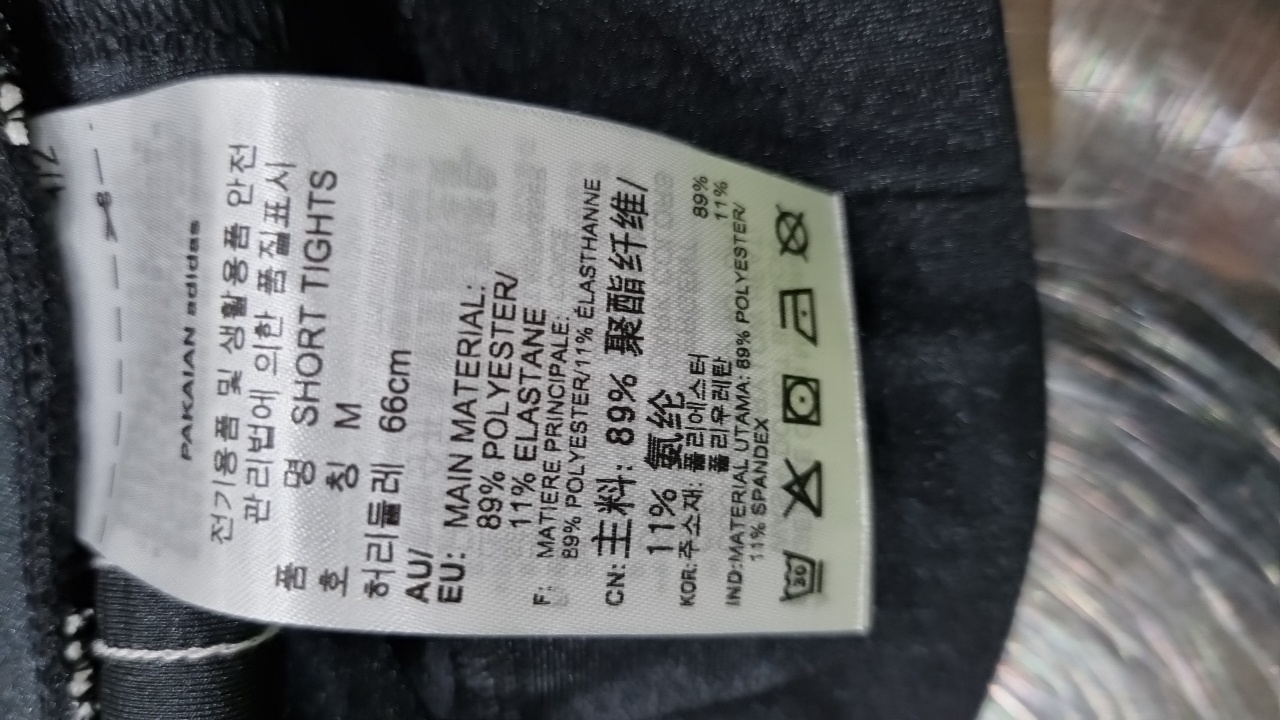 PAKAIAN adidas
전기용품 및 생활용품 안전
관리법에 의한 품질표시
품 명 SHORT TIGHTS
호 칭 M
허리둘레 66cm
AU/
EU: MAIN MATERIAL:
89% POLYESTER/
11% ELASTANE
F: MATIERE PRINCIPALE:
89% POLYESTER/11% ÉLASTHANNE
CN: 主料: 89% 聚酯纤维/
11% 氨纶
KOR: 주소재: 폴리에스터 89%
폴리우레탄 11%
IND:MATERIAL UTAMA: 89% POLYESTER/
11% SPANDEX
30